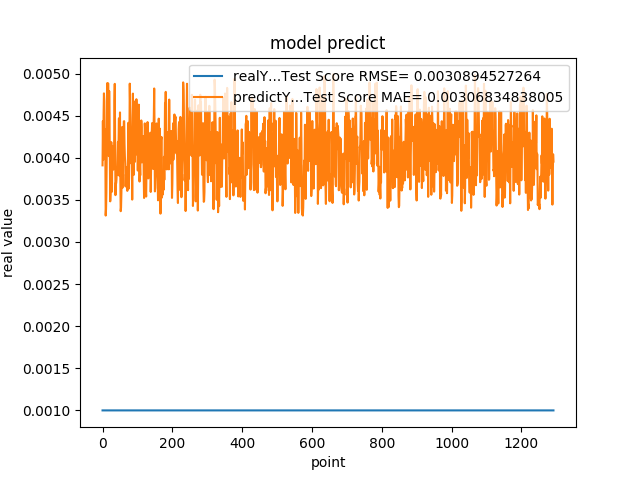 model predict
realY...Test Score RMSE= 0.0030894527264
predictY...Test Score MAE= 0.00306834838005
0.0050
0.0045
0.0040
0.0035
0.0030
0.0025
0.0020
0.0015
0.0010
real value
0 200 400 600 800 1000 1200
point